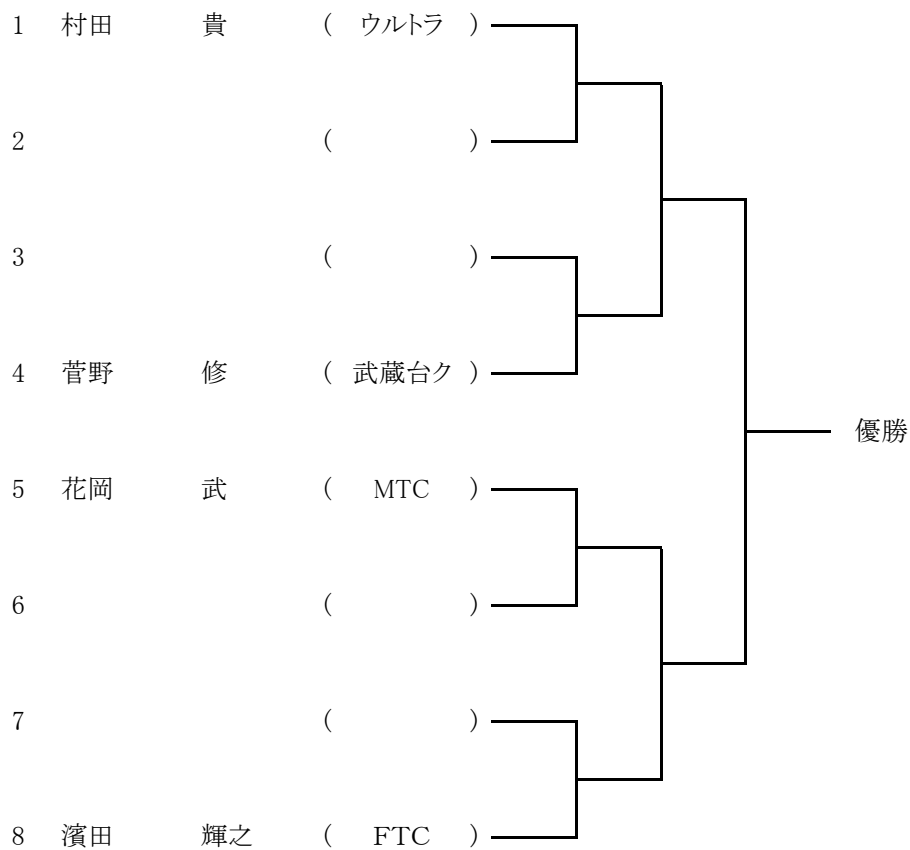 1 村田 貴 ( ウルトラ )
2 ( )
3 ( )
4 菅野 修 ( 武蔵台ク )
優勝
5 花岡 武 ( MTC )
6 ( )
7 ( )
8 濱田 輝之 ( FTC )